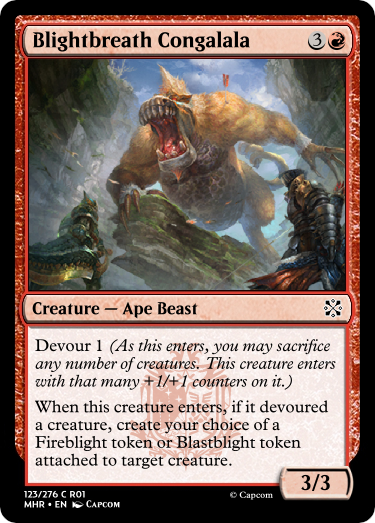 Blightbreath Congalala 3
Creature — Ape Beast
Devour 1 (As this enters, you may sacrifice
any number of creatures. This creature enters
with that many +1/+1 counters on it.)
When this creature enters, if it devoured
a creature, create your choice of a
Fireblight token or Blastblight token
attached to target creature.
3/3
123/276 C R01
MHR • EN CAPCOM
© Capcom